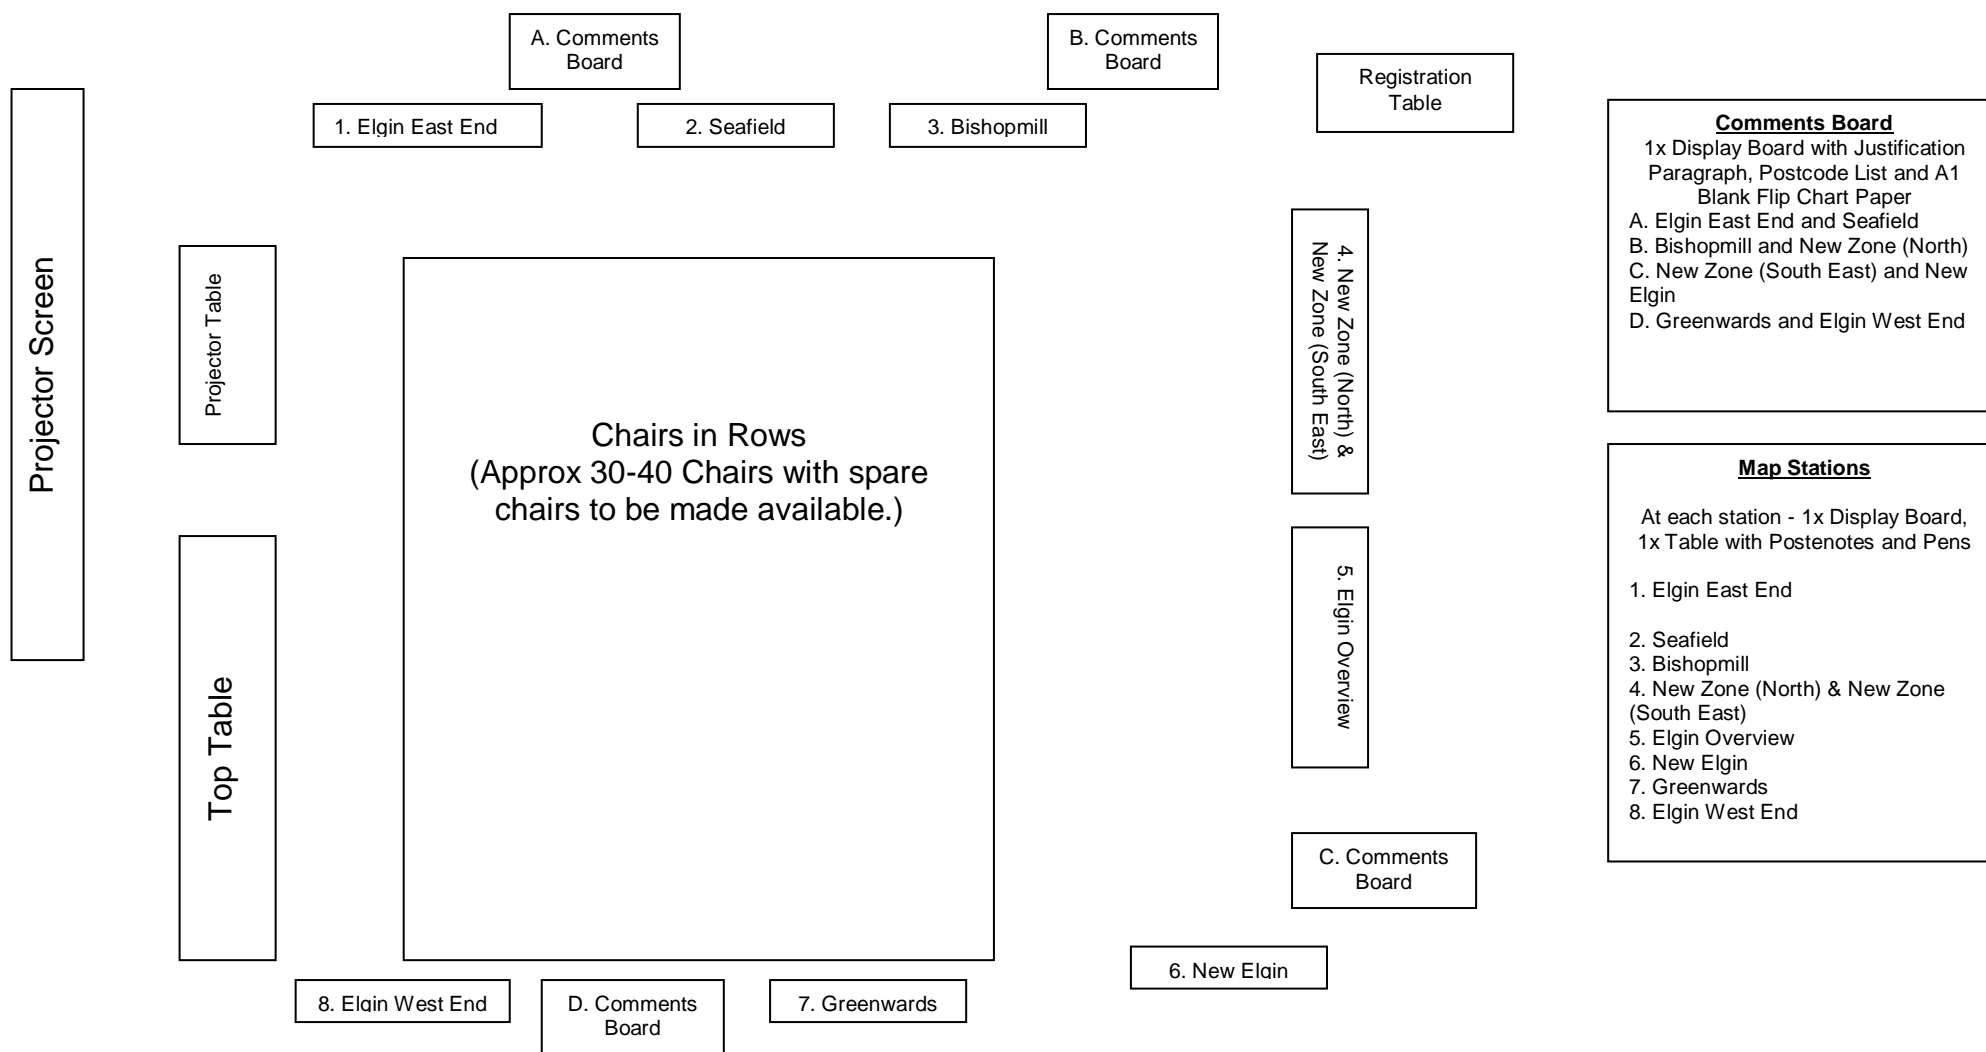 A. Comments
Board
B. Comments
Board
Registration
Table
1. Elgin East End
2. Seafield
3. Bishopmill
Projector Screen
Projector Table
Top Table
Chairs in Rows
(Approx 30-40 Chairs with spare
chairs to be made available.)
4. New Zone (North) &
New Zone (South East)
5. Elgin Overview
C. Comments
Board
6. New Elgin
8. Elgin West End
D. Comments
Board
7. Greenwards
Comments Board
1x Display Board with Justification
Paragraph, Postcode List and A1
Blank Flip Chart Paper
A. Elgin East End and Seafield
B. Bishopmill and New Zone (North)
C. New Zone (South East) and New
Elgin
D. Greenwards and Elgin West End
Map Stations
At each station - 1x Display Board,
1x Table with Postenotes and Pens
1. Elgin East End
2. Seafield
3. Bishopmill
4. New Zone (North) & New Zone
(South East)
5. Elgin Overview
6. New Elgin
7. Greenwards
8. Elgin West End